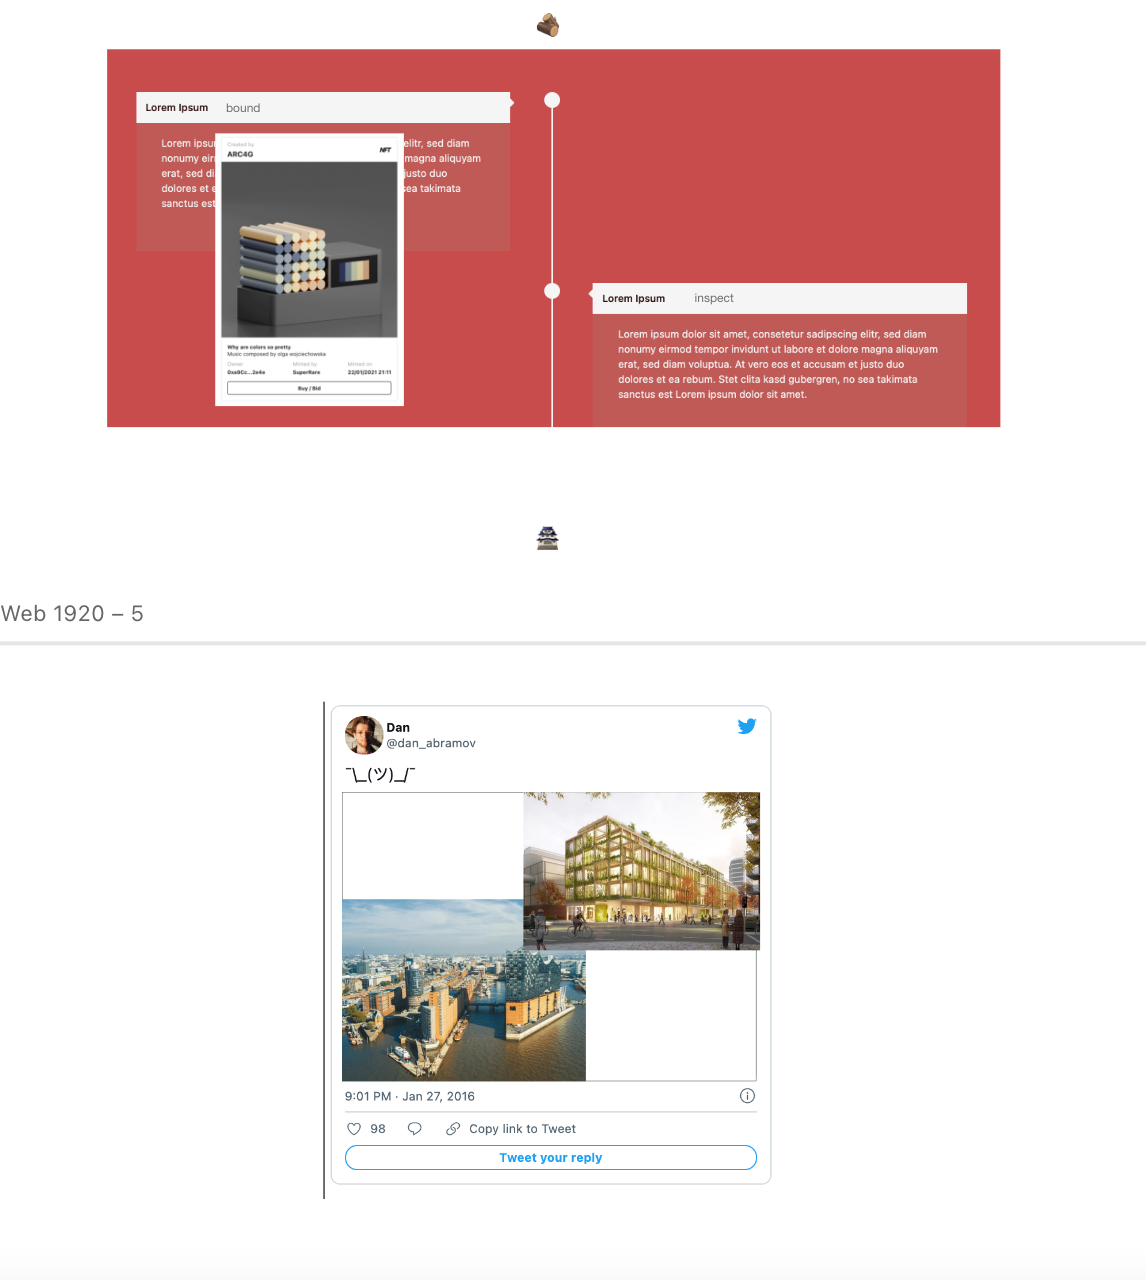 Lorem Ipsum bound
Lorem ipsu elitr, sed diam
nonumy eir magna aliquyam
erat, sed di justo duo
dolores et e sea takimata
sanctus est
Created by
ARC4G
NFT
Why are colors so pretty
Music composed by olga wojciechowska
Owner Minted by Minted on
0xa9Cc...2e4e SuperRare 22/01/2021 21:11
Buy / Bid
Lorem Ipsum inspect
Lorem ipsum dolor sit amet, consetetur sadipscing elitr, sed diam
nonumy eirmod tempor invidunt ut labore et dolore magna aliquyam
erat, sed diam voluptua. At vero eos et accusam et justo duo
dolores et ea rebum. Stet clita kasd gubergren, no sea takimata
sanctus est Lorem ipsum dolor sit amet.
Web 1920 – 5
Dan
@dan_abramov
¯\_(ツ)_/¯
9:01 PM · Jan 27, 2016
98 Copy link to Tweet
Tweet your reply